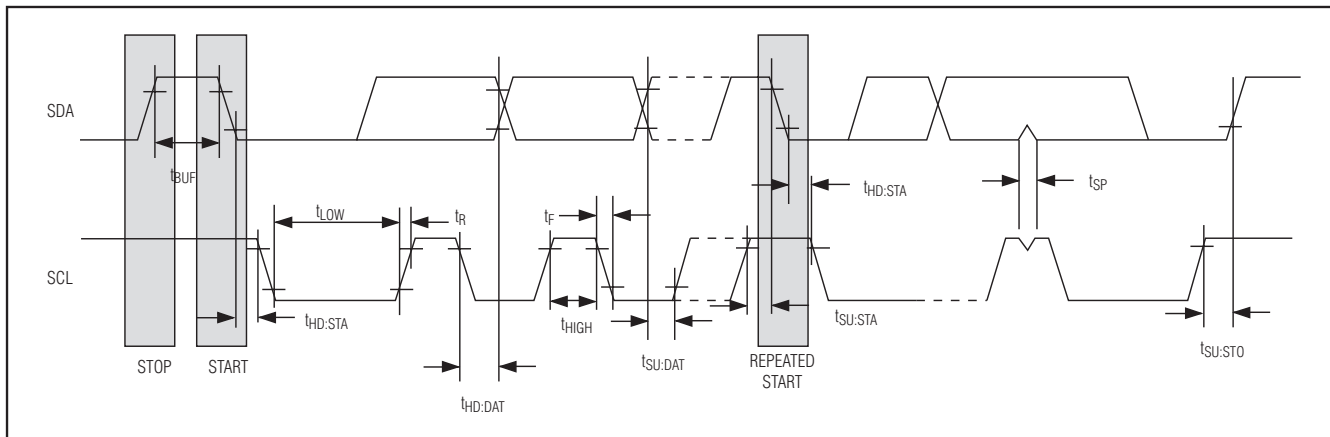 SDA
tBUF
tLOW
tR
tF
tHD:STA
tSP
SCL
tHD:STA
tHIGH
tSU:STA
tSU:DAT
tSU:STO
STOP
START
REPEATED
START
tHD:DAT